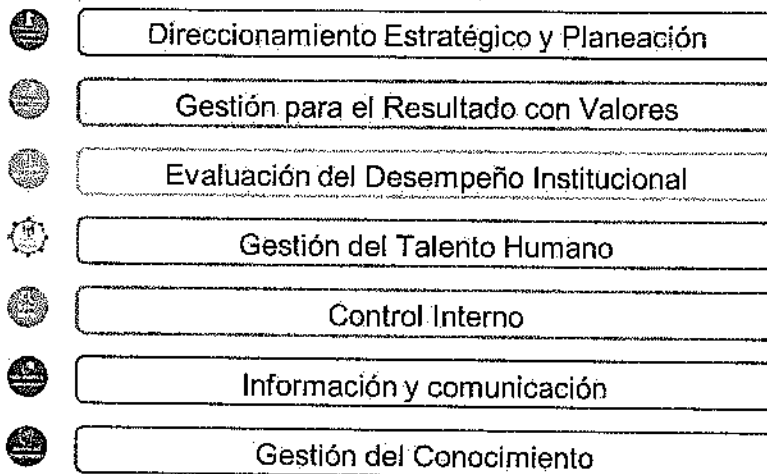 Direccionamiento Estratégico y Planeación
Gestión para el Resultado con Valores
Evaluación del Desempeño Institucional
Gestión del Talento Humano
Control Interno
Información y comunicación
Gestión del Conocimiento